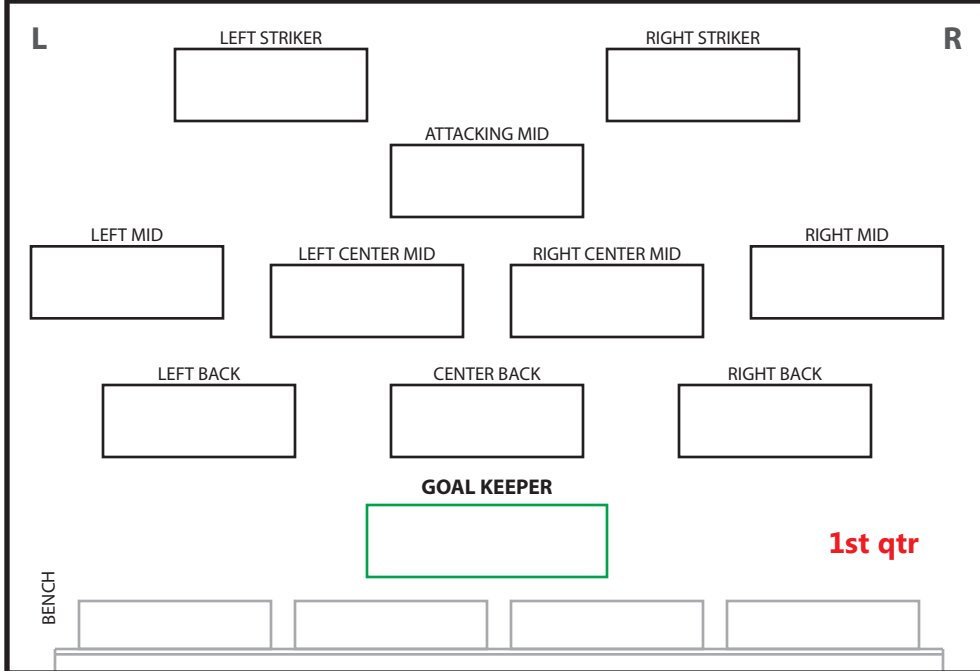 L
R
LEFT STRIKER
RIGHT STRIKER
ATTACKING MID
LEFT MID
RIGHT MID
LEFT CENTER MID
RIGHT CENTER MID
LEFT BACK
CENTER BACK
RIGHT BACK
GOAL KEEPER
1st qtr
BENCH